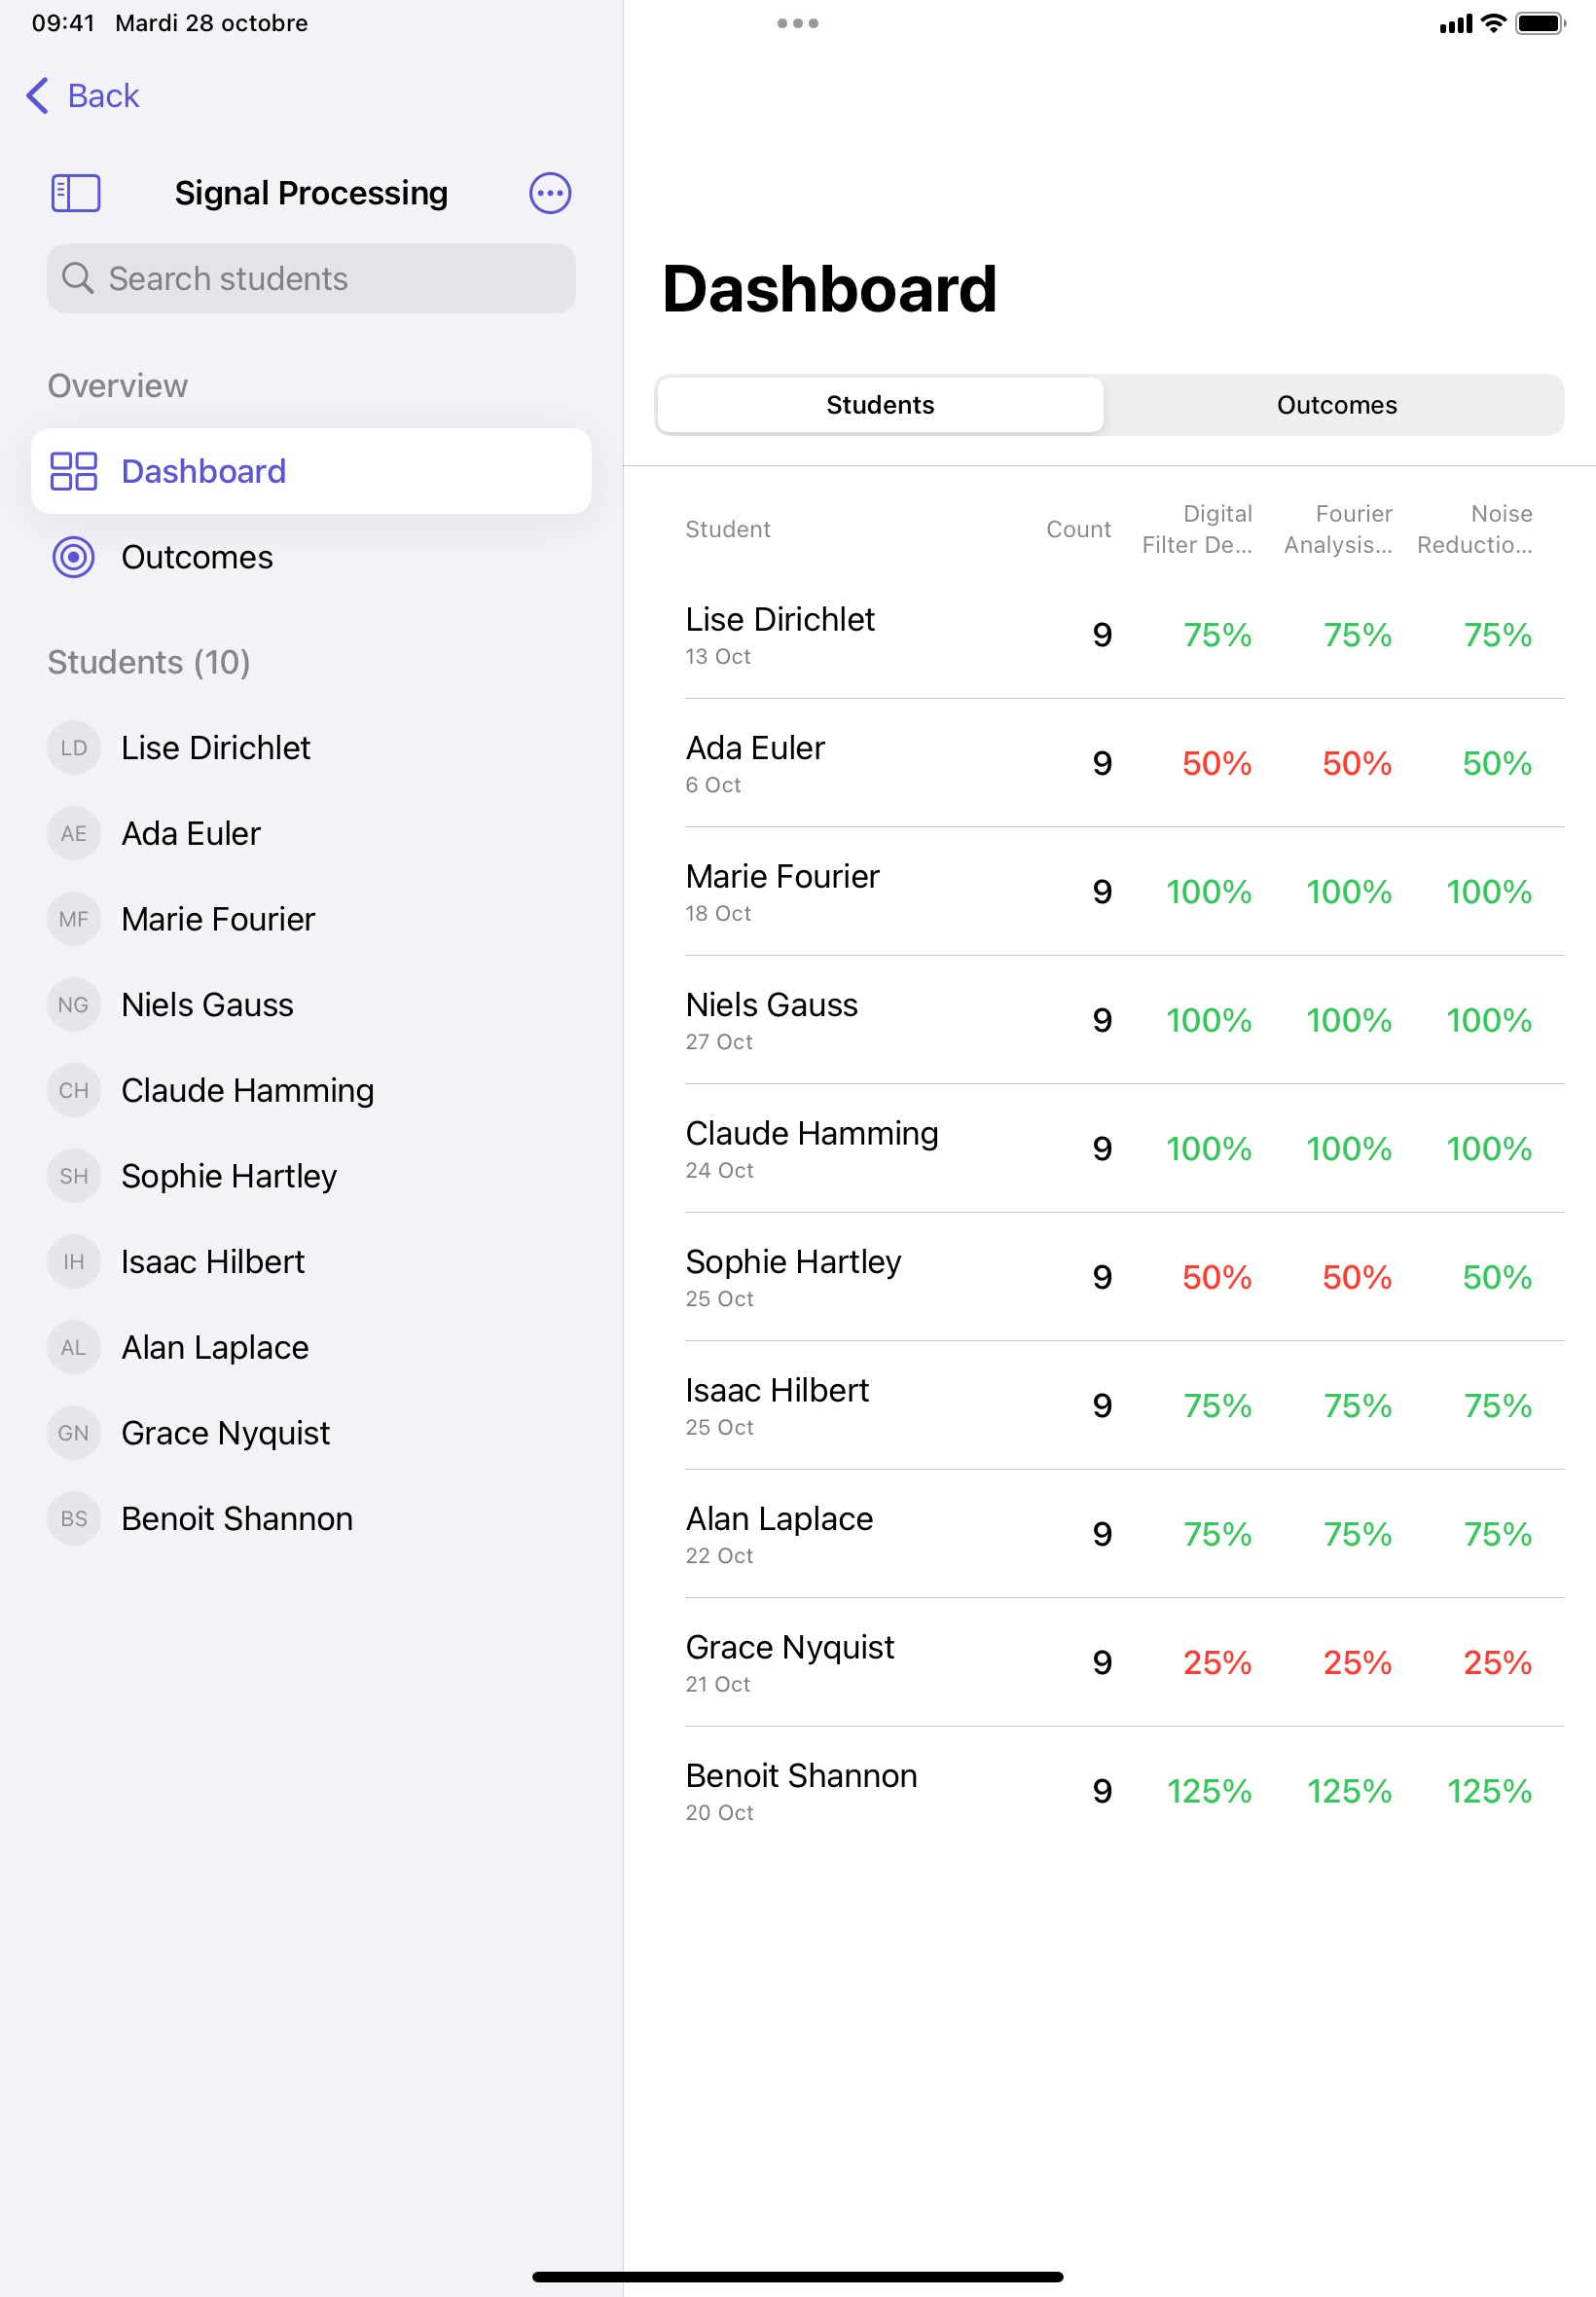 09:41 Mardi 28 octobre
Back
Signal Processing
Search students
Overview
Dashboard
Outcomes
Students (10)
LD Lise Dirichlet
AE Ada Euler
MF Marie Fourier
NG Niels Gauss
CH Claude Hamming
SH Sophie Hartley
IH Isaac Hilbert
AL Alan Laplace
GN Grace Nyquist
BS Benoit Shannon
Dashboard
Students Outcomes
Student Count Digital Filter De... Fourier Analysis... Noise Reductio...
Lise Dirichlet 9 75% 75% 75%
13 Oct
Ada Euler 9 50% 50% 50%
6 Oct
Marie Fourier 9 100% 100% 100%
18 Oct
Niels Gauss 9 100% 100% 100%
27 Oct
Claude Hamming 9 100% 100% 100%
24 Oct
Sophie Hartley 9 50% 50% 50%
25 Oct
Isaac Hilbert 9 75% 75% 75%
25 Oct
Alan Laplace 9 75% 75% 75%
22 Oct
Grace Nyquist 9 25% 25% 25%
21 Oct
Benoit Shannon 9 125% 125% 125%
20 Oct